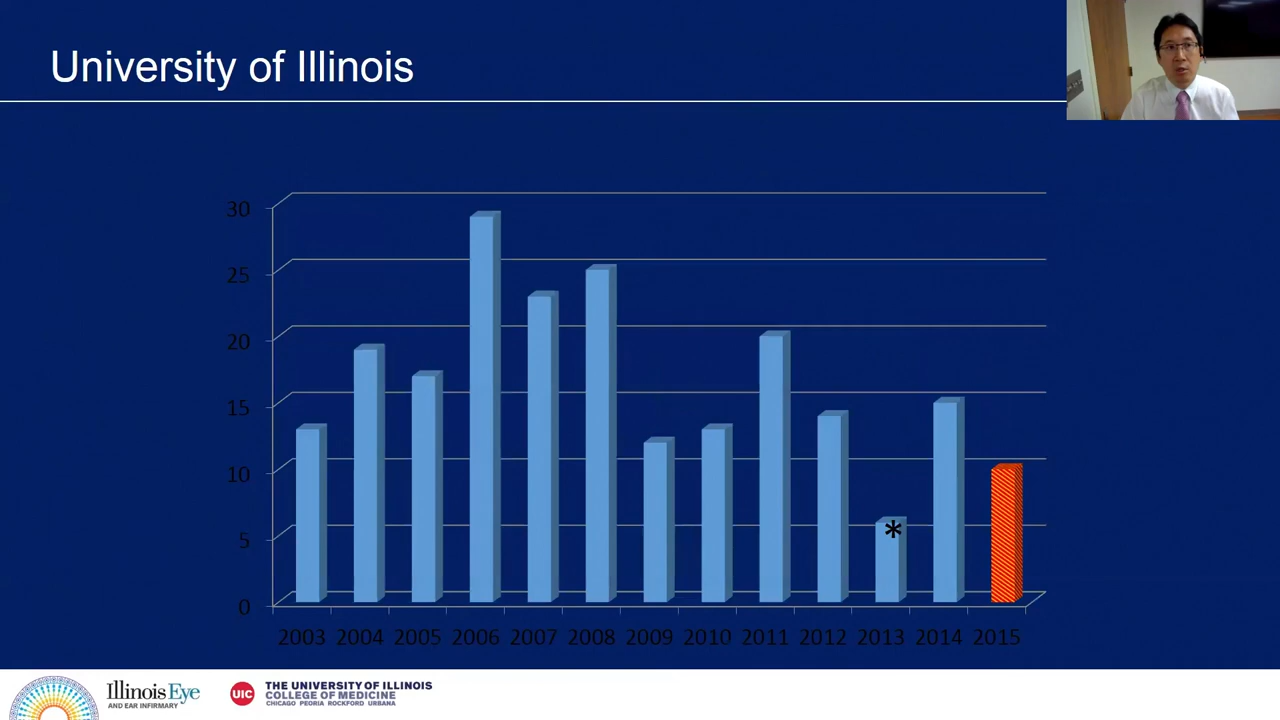 University of Illinois
30
25
20
15
10
5
0
*
2003 2004 2005 2006 2007 2008 2009 2010 2011 2012 2013 2014 2015
IllinoisEye
AND EAR INFIRMARY
UIC
THE UNIVERSITY OF ILLINOIS
COLLEGE OF MEDICINE
CHICAGO PEORIA ROCKFORD URBANA